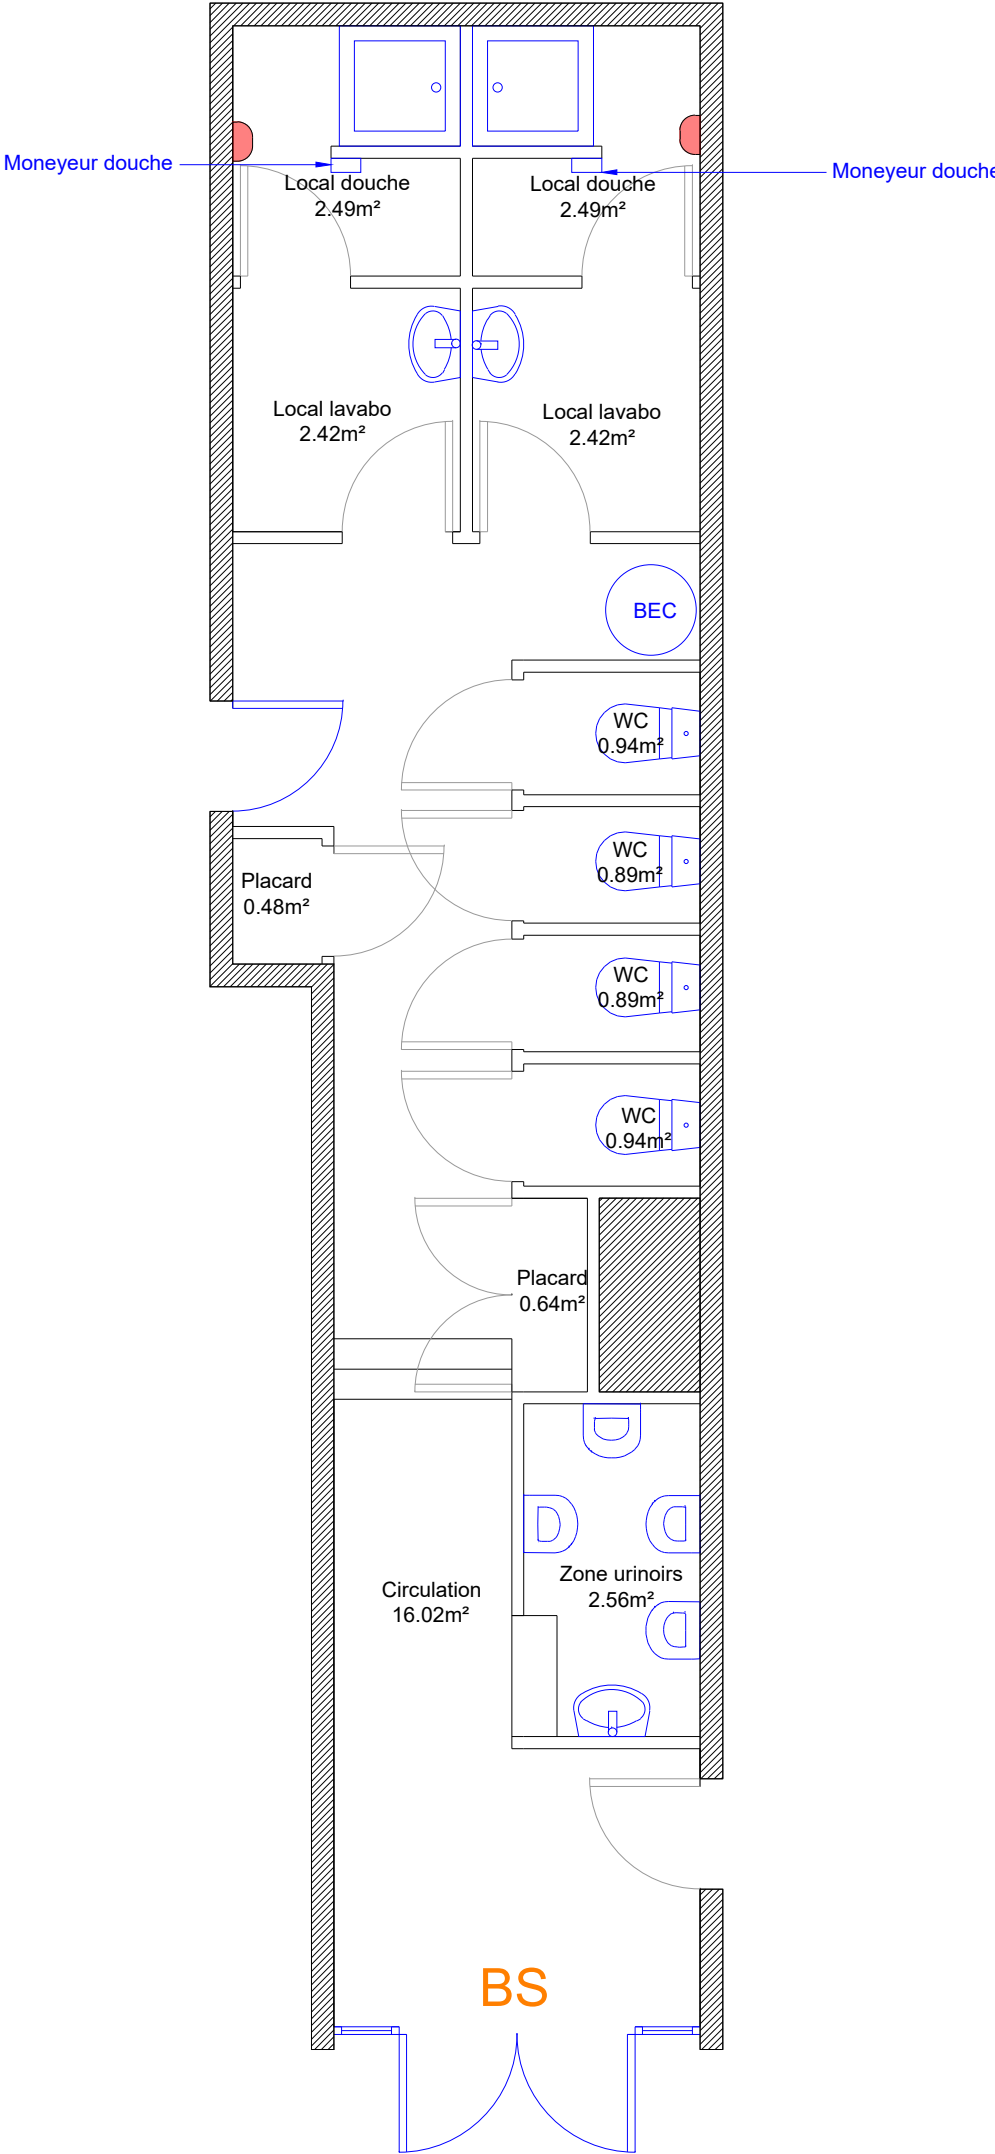 Moneyeur douche
Moneyeur douche
Local douche
2.49m²
Local douche
2.49m²
Local lavabo
2.42m²
Local lavabo
2.42m²
BEC
WC
0.94m²
WC
0.89m²
Placard
0.48m²
WC
0.89m²
WC
0.94m²
Placard
0.64m²
Zone urinoirs
2.56m²
Circulation
16.02m²
BS